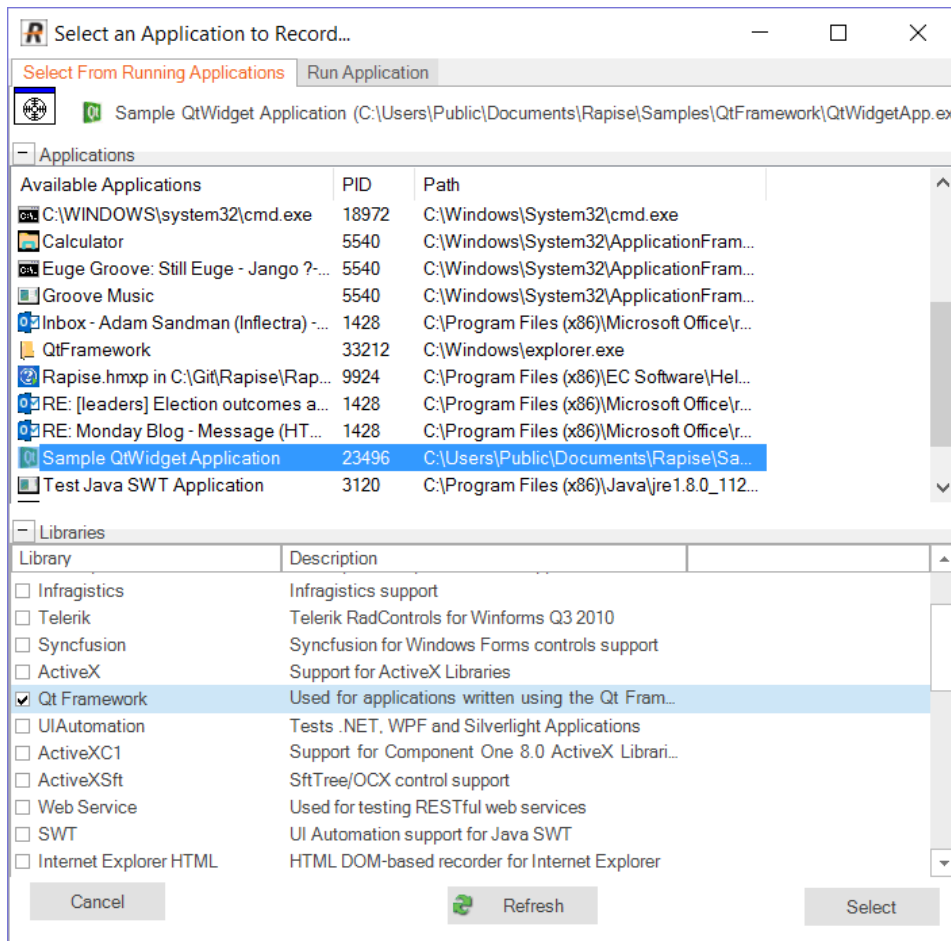 Select an Application to Record...
Select From Running Applications Run Application
Sample QtWidget Application (C:\Users\Public\Documents\Rapise\Samples\QtFramework\QtWidgetApp.ex
Applications
Available Applications PID Path
C:\WINDOWS\system32\cmd.exe 18972 C:\Windows\System32\cmd.exe
Calculator 5540 C:\Windows\System32\ApplicationFram...
Euge Groove: Still Euge - Jango ?-... 5540 C:\Windows\System32\ApplicationFram...
Groove Music 5540 C:\Windows\System32\ApplicationFram...
Inbox - Adam Sandman (Inflectra) -... 1428 C:\Program Files (x86)\Microsoft Office\r...
QtFramework 33212 C:\Windows\explorer.exe
Rapise.hmxp in C:\Git\Rapise\Rap... 9924 C:\Program Files (x86)\EC Software\Hel...
RE: [leaders] Election outcomes a... 1428 C:\Program Files (x86)\Microsoft Office\r...
RE: Monday Blog - Message (HT... 1428 C:\Program Files (x86)\Microsoft Office\r...
Sample QtWidget Application 23496 C:\Users\Public\Documents\Rapise\Sa...
Test Java SWT Application 3120 C:\Program Files (x86)\Java\jre1.8.0_112...
Libraries
Library Description
Infragistics Infragistics support
Telerik Telerik RadControls for Winforms Q3 2010
Syncfusion Syncfusion for Windows Forms controls support
ActiveX Support for ActiveX Libraries
Qt Framework Used for applications written using the Qt Fram...
UIAutomation Tests .NET, WPF and Silverlight Applications
ActiveXC1 Support for Component One 8.0 ActiveX Librari...
ActiveXSft SftTree/OCX control support
Web Service Used for testing RESTful web services
SWT UI Automation support for Java SWT
Internet Explorer HTML HTML DOM-based recorder for Internet Explorer
Cancel Refresh Select